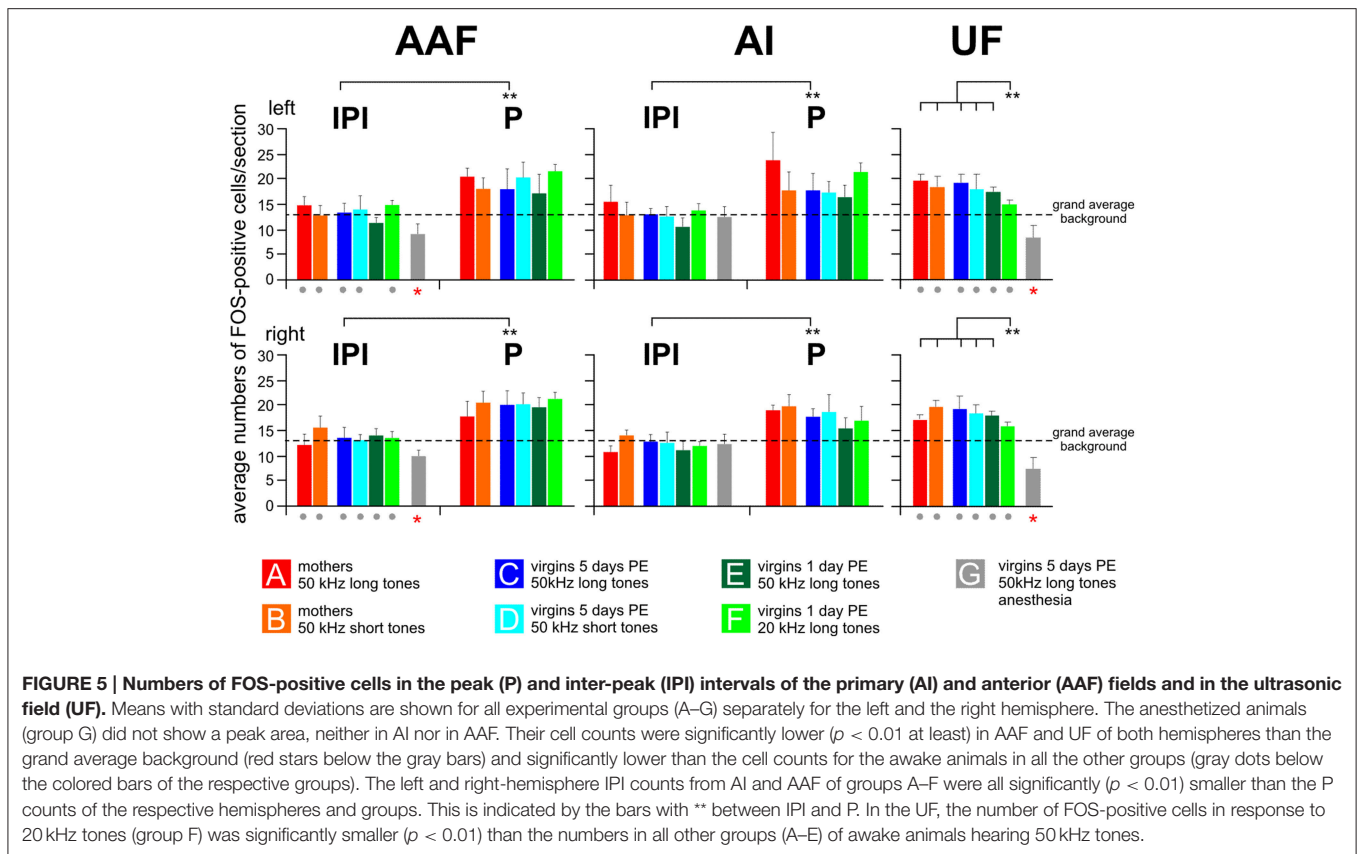 AAF AI UF
** ** **
left
IPI P IPI P
30
25
20
15
10
5
0
grand average
background
*
*
average numbers of FOS-positive cells/section
** ** **
right
IPI P IPI P
30
25
20
15
10
5
0
grand average
background
*
*
A mothers
50 kHz long tones
B mothers
50 kHz short tones
C virgins 5 days PE
50kHz long tones
D virgins 5 days PE
50 kHz short tones
E virgins 1 day PE
50 kHz long tones
F virgins 1 day PE
20 kHz long tones
G virgins 5 days PE
50kHz long tones
anesthesia
FIGURE 5 | Numbers of FOS-positive cells in the peak (P) and inter-peak (IPI) intervals of the primary (AI) and anterior (AAF) fields and in the ultrasonic
field (UF). Means with standard deviations are shown for all experimental groups (A–G) separately for the left and the right hemisphere. The anesthetized animals
(group G) did not show a peak area, neither in AI nor in AAF. Their cell counts were significantly lower (p < 0.01 at least) in AAF and UF of both hemispheres than the
grand average background (red stars below the gray bars) and significantly lower than the cell counts for the awake animals in all the other groups (gray dots below
the colored bars of the respective groups). The left and right-hemisphere IPI counts from AI and AAF of groups A–F were all significantly (p < 0.01) smaller than the P
counts of the respective hemispheres and groups. This is indicated by the bars with ** between IPI and P. In the UF, the number of FOS-positive cells in response to
20 kHz tones (group F) was significantly smaller (p < 0.01) than the numbers in all other groups (A–E) of awake animals hearing 50 kHz tones.